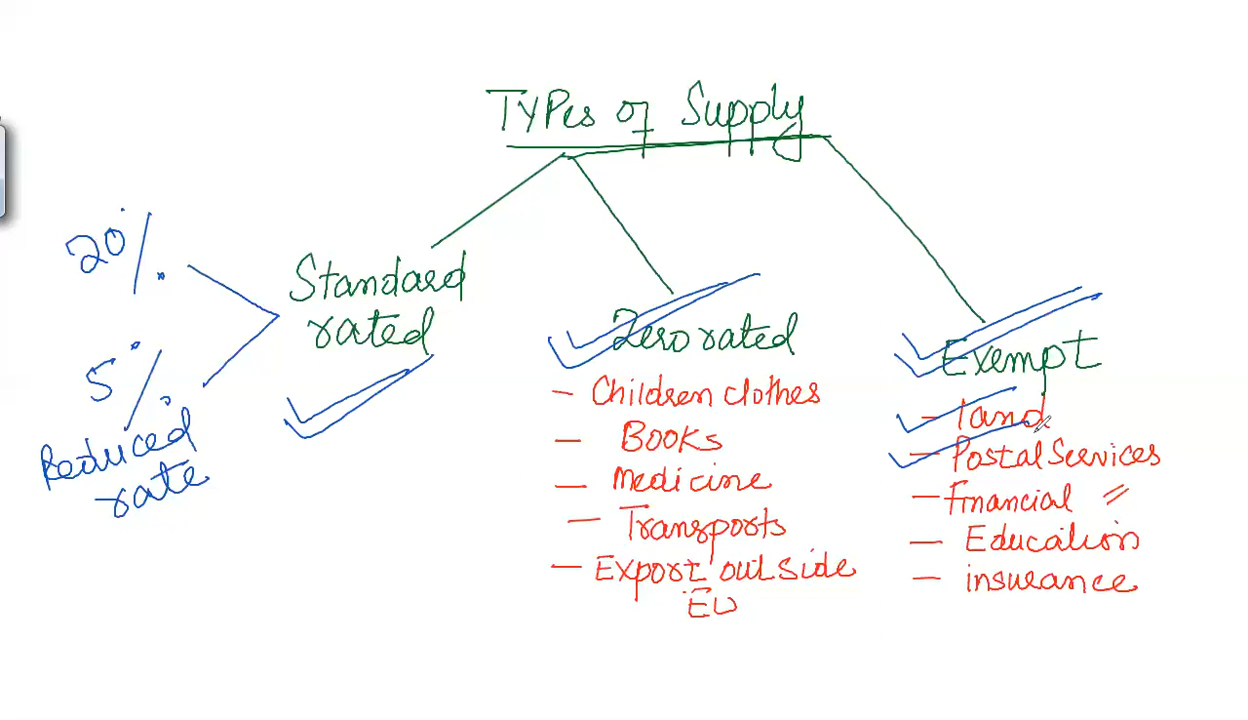 Types of Supply
20%
5%
Reduced
rate
Standard
rated
Zero rated
- Children clothes
- Books
- Medicine
- Transports
- Export outside
EU
Exempt
- land
- Postal Services
- Financial "
- Education
- insurance